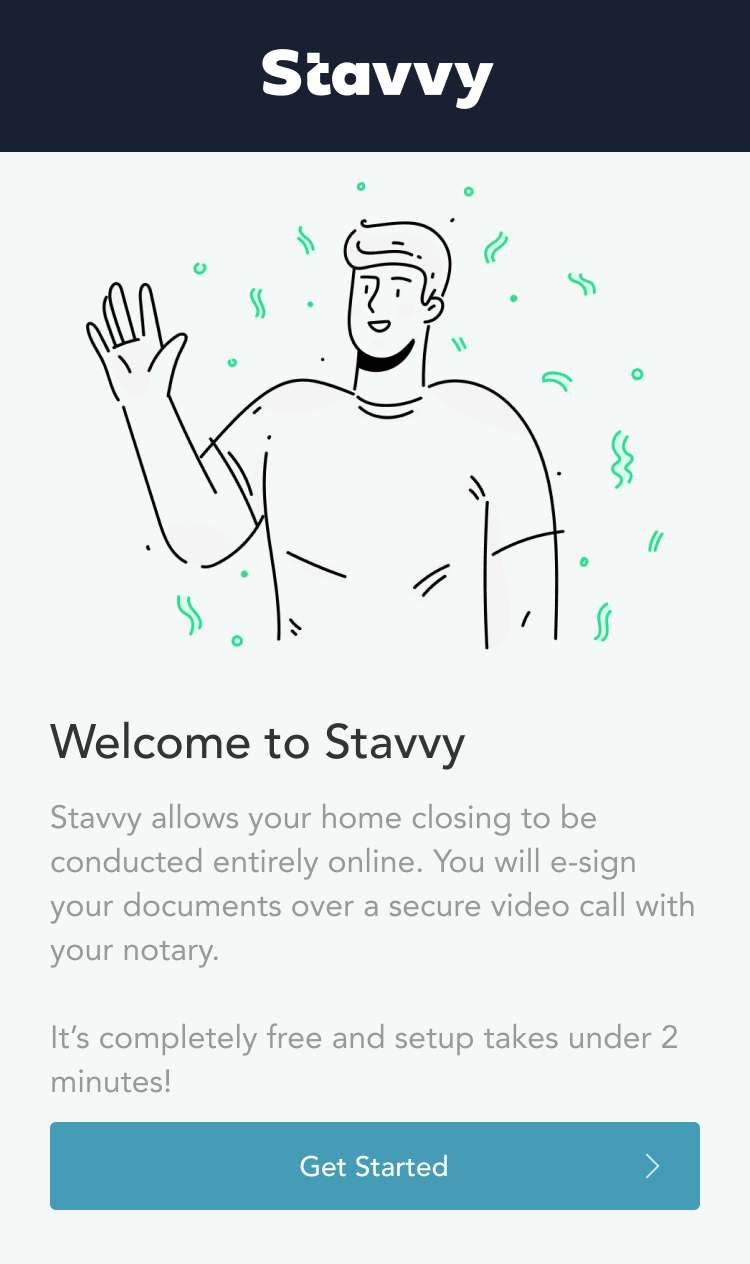 Stavvy
Welcome to Stavvy
Stavvy allows your home closing to be
conducted entirely online. You will e-sign
your documents over a secure video call with
your notary.
It’s completely free and setup takes under 2
minutes!
Get Started